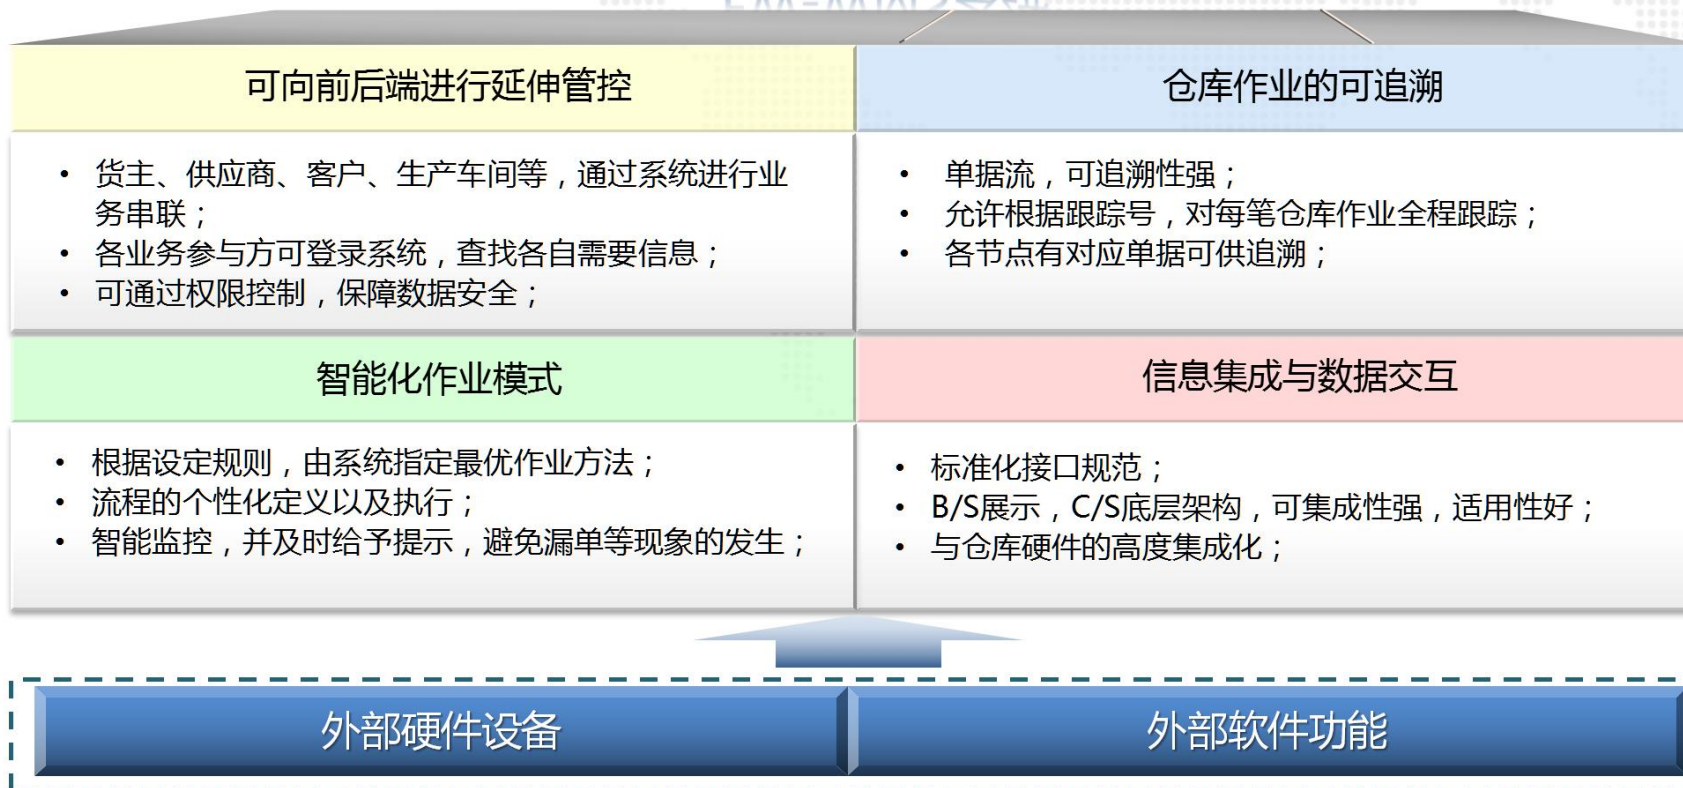 可向前后端进行延伸管控
仓库作业的可追溯
• 货主、供应商、客户、生产车间等，通过系统进行业
务串联；
• 各业务参与方可登录系统，查找各自需要信息；
• 可通过权限控制，保障数据安全；
• 单据流，可追溯性强；
• 允许根据跟踪号，对每笔仓库作业全程跟踪；
• 各节点有对应单据可供追溯；
智能化作业模式
信息集成与数据交互
• 根据设定规则，由系统指定最优作业方法；
• 流程的个性化定义以及执行；
• 智能监控，并及时给予提示，避免漏单等现象的发生；
• 标准化接口规范；
• B/S展示，C/S底层架构，可集成性强，适用性好；
• 与仓库硬件的高度集成化；
外部硬件设备
外部软件功能